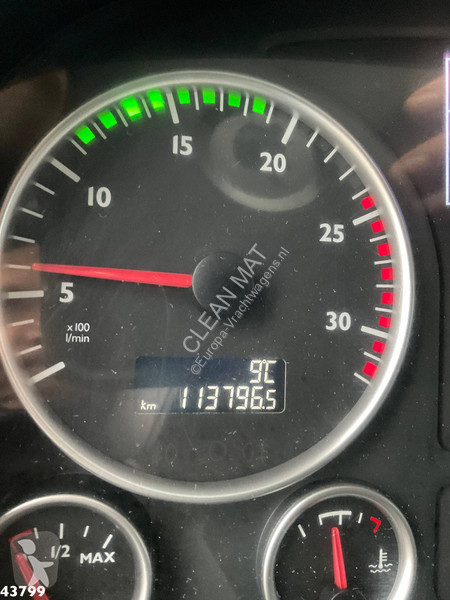 15
20
10
25
5
30
x100
l/min
9°C
km 113796.5
CLEAN MAT
©Europa-Vrachtwagens.nl
1/2 MAX
43799